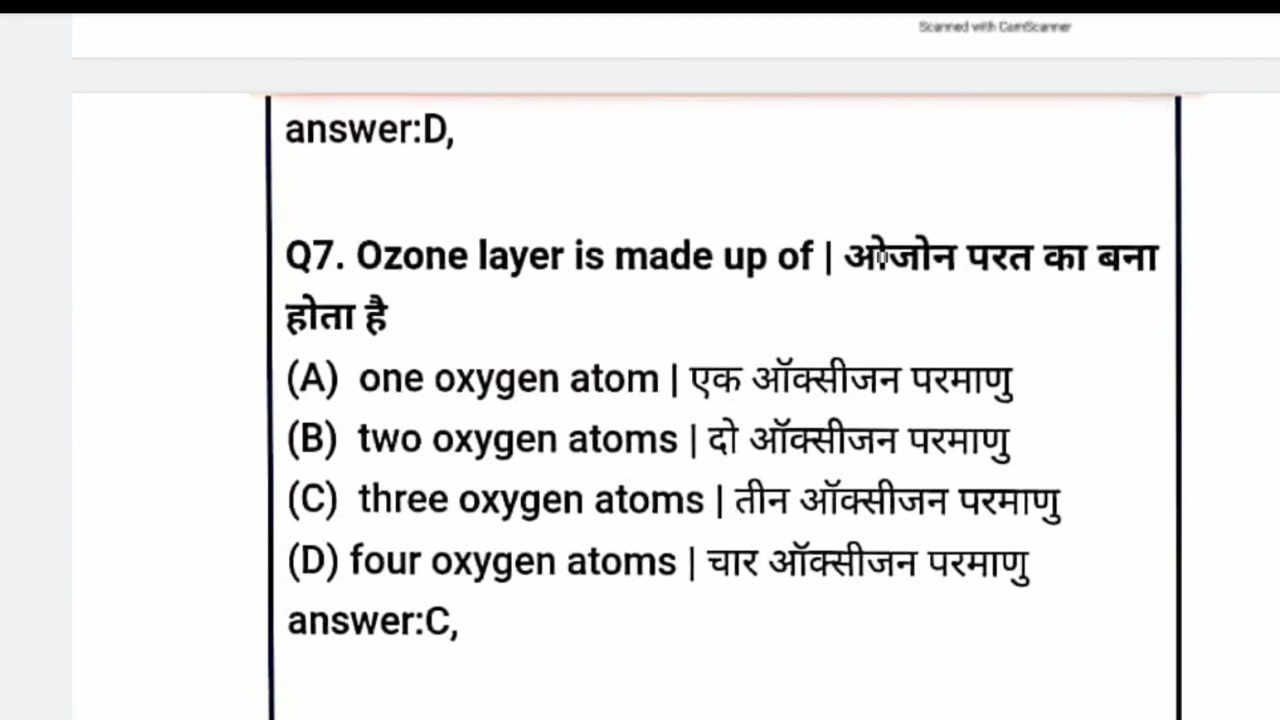 Scanned with CamScanner
answer:D,
Q7. Ozone layer is made up of | ओजोन परत का बना
होता है
(A) one oxygen atom | एक ऑक्सीजन परमाणु
(B) two oxygen atoms | दो ऑक्सीजन परमाणु
(C) three oxygen atoms | तीन ऑक्सीजन परमाणु
(D) four oxygen atoms | चार ऑक्सीजन परमाणु
answer:C,